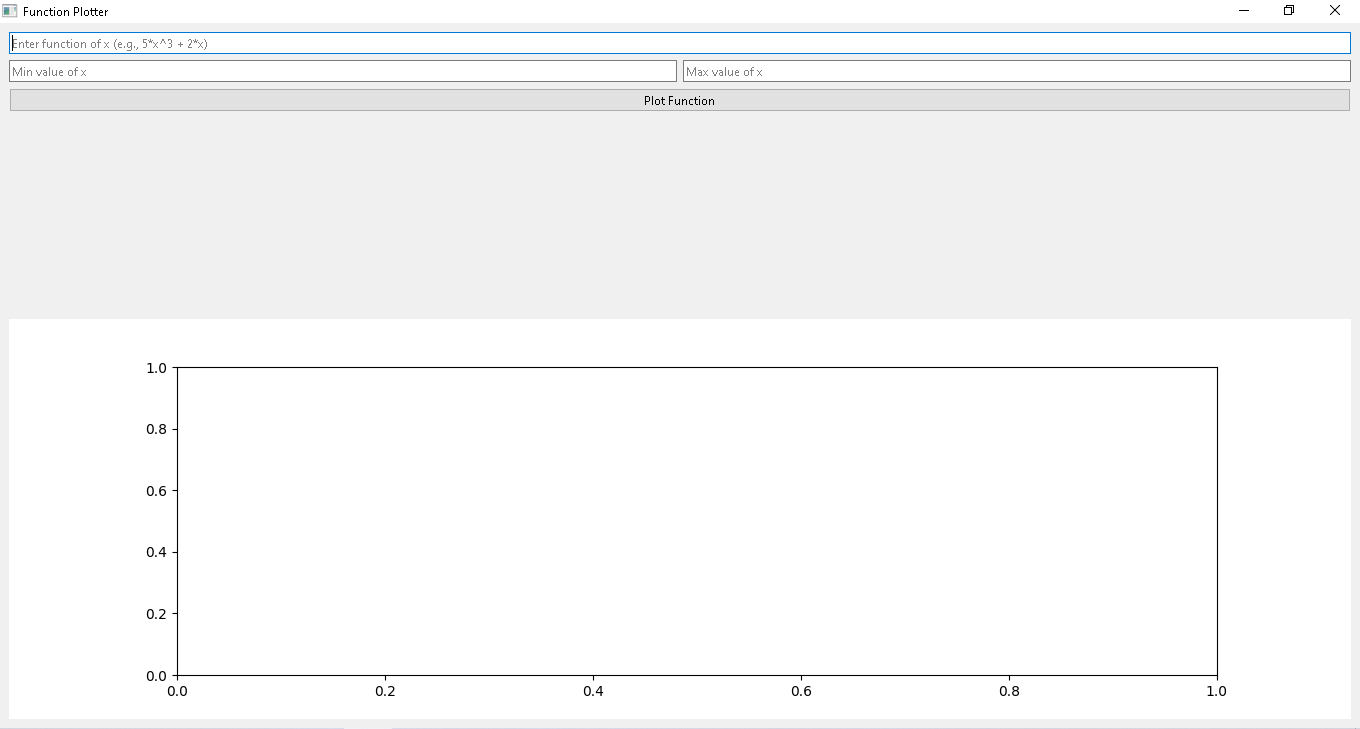 Function Plotter
Enter function of x (e.g., 5*x^3 + 2*x)
Min value of x Max value of x
Plot Function
1.0
0.8
0.6
0.4
0.2
0.0
0.0 0.2 0.4 0.6 0.8 1.0